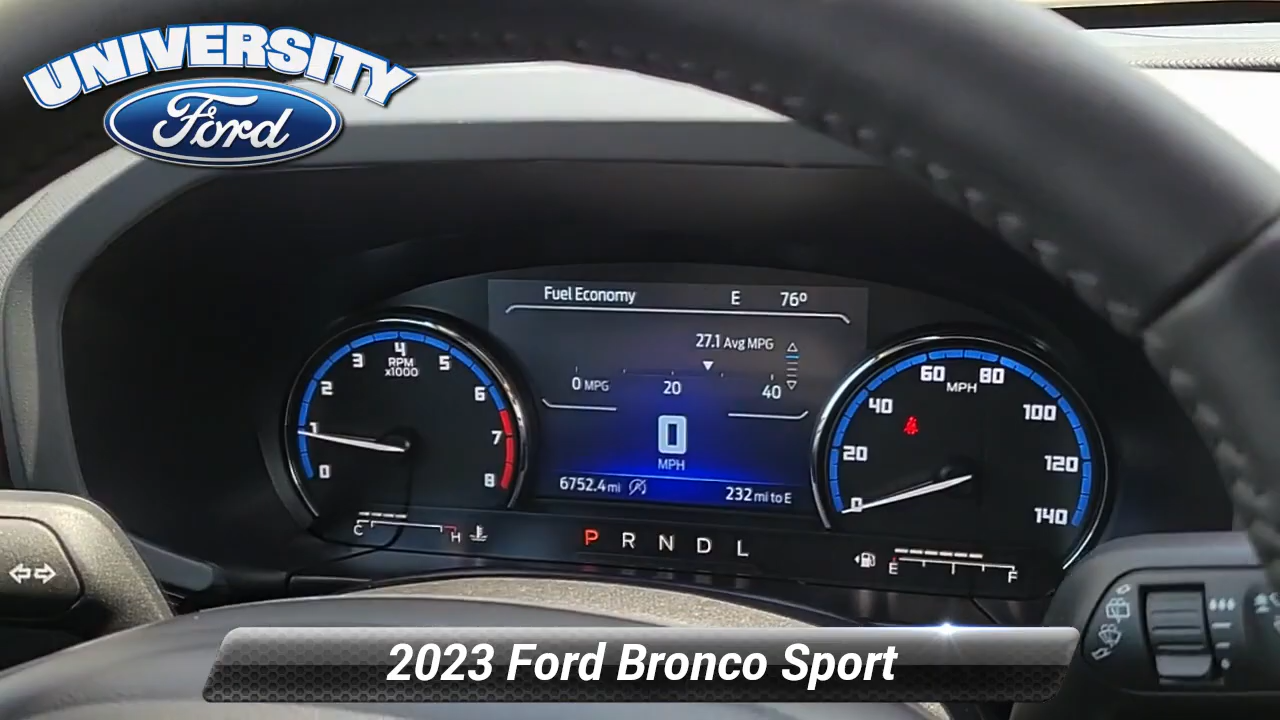 UNIVERSITY
Ford
Fuel Economy E 76°
27.1 Avg MPG
0 MPG 20 40
0
MPH
6752.4 mi 232 mi to E
0 1 2 3 4 5 6 7 8
RPM
x1000
0 20 40 60 80 100 120 140
MPH
C H
P R N D L
E F
2023 Ford Bronco Sport